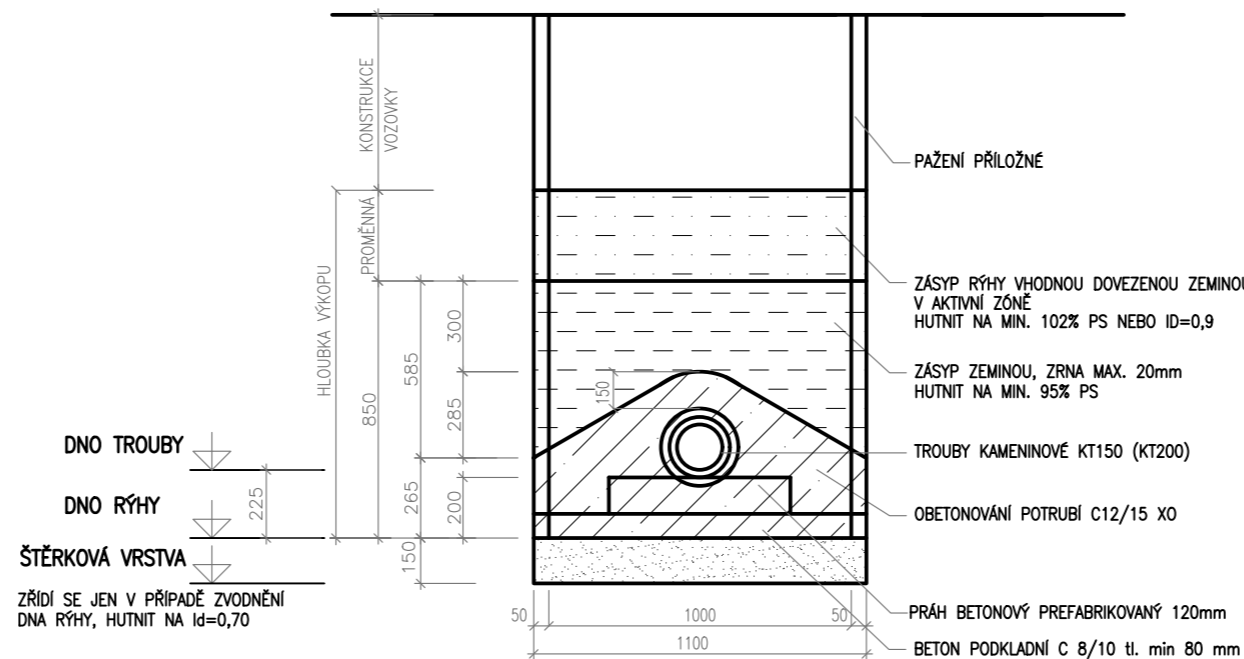 KONSTRUKCE
VOZOVKY
PROMĚNNÁ
HLOUBKA VÝKOPU
850
585
265
150
300
285
200
150
225
DNO TROUBY
DNO RÝHY
ŠTĚRKOVÁ VRSTVA
ZŘÍDÍ SE JEN V PŘÍPADĚ ZVODNĚNÍ
DNA RÝHY, HUTNIT NA Id=0,70
50
1000
50
1100
PAŽENÍ PŘÍLOŽNÉ
ZÁSYP RÝHY VHODNOU DOVEZENOU ZEMINOU
V AKTIVNÍ ZÓNĚ
HUTNIT NA MIN. 102% PS NEBO ID=0,9
ZÁSYP ZEMINOU, ZRNA MAX. 20mm
HUTNIT NA MIN. 95% PS
TROUBY KAMENINOVÉ KT150 (KT200)
OBETONOVÁNÍ POTRUBÍ C12/15 XO
PRÁH BETONOVÝ PREFABRIKOVANÝ 120mm
BETON PODKLADNÍ C 8/10 tl. min 80 mm